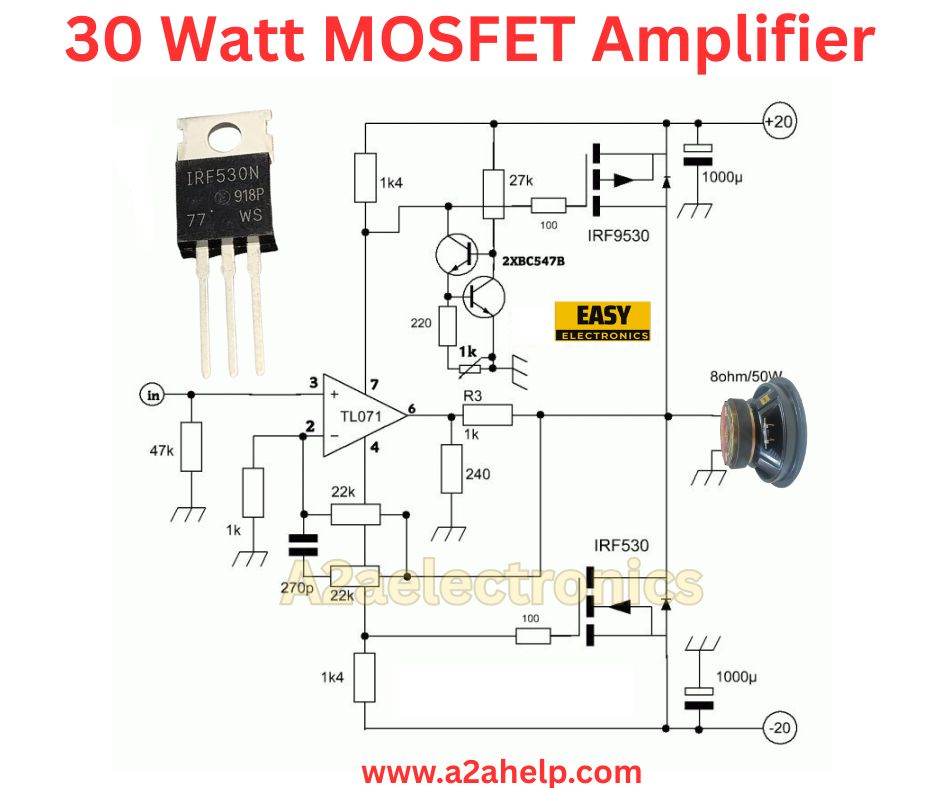 30 Watt MOSFET Amplifier
+20
IRF530N
918P
77
WS
1k4
27k
100
1000µ
IRF9530
2XBC547B
220
1k
EASY
ELECTRONICS
8ohm/50W
in
3
+
7
TL071
6
R3
1k
2
−
4
47k
1k
22k
240
270p
22k
A2aelectronics
IRF530
100
1k4
1000µ
-20
www.a2ahelp.com